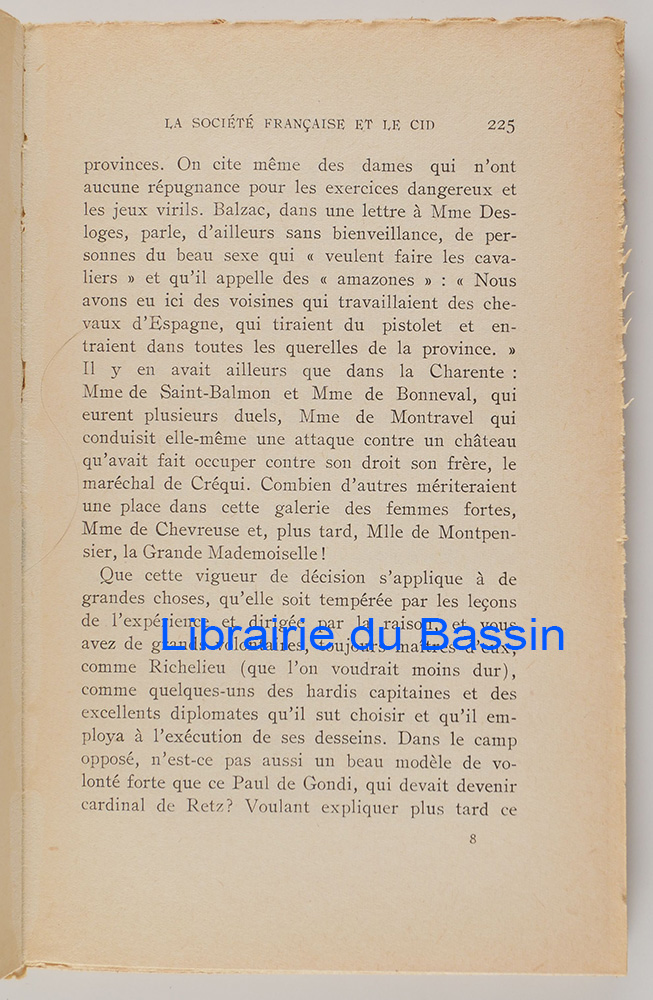 LA SOCIÉTÉ FRANÇAISE ET LE CID 225
provinces. On cite même des dames qui n'ont
aucune répugnance pour les exercices dangereux et
les jeux virils. Balzac, dans une lettre à Mme Des-
loges, parle, d'ailleurs sans bienveillance, de per-
sonnes du beau sexe qui « veulent faire les cava-
liers » et qu'il appelle des « amazones » : « Nous
avons eu ici des voisines qui travaillaient des che-
vaux d'Espagne, qui tiraient du pistolet et en-
traient dans toutes les querelles de la province. »
Il y en avait ailleurs que dans la Charente :
Mme de Saint-Balmon et Mme de Bonneval, qui
eurent plusieurs duels, Mme de Montravel qui
conduisit elle-même une attaque contre un château
qu'avait fait occuper contre son droit son frère, le
maréchal de Créqui. Combien d'autres mériteraient
une place dans cette galerie des femmes fortes,
Mme de Chevreuse et, plus tard, Mlle de Montpen-
sier, la Grande Mademoiselle !
Que cette vigueur de décision s'applique à de
grandes choses, qu'elle soit tempérée par les leçons
de l'expérience et dirigée par la raison, et vous
avez de grands volontaires, toujours maîtres d'eux,
Librairie du Bassin
comme Richelieu (que l'on voudrait moins dur),
comme quelques-uns des hardis capitaines et des
excellents diplomates qu'il sut choisir et qu'il em-
ploya à l'exécution de ses desseins. Dans le camp
opposé, n'est-ce pas aussi un beau modèle de vo-
lonté forte que ce Paul de Gondi, qui devait devenir
cardinal de Retz ? Voulant expliquer plus tard ce
8